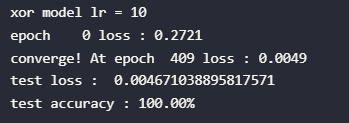 xor model lr = 10
epoch    0 loss : 0.2721
converge! At epoch  409 loss : 0.0049
test loss :  0.004671038895817571
test accuracy : 100.00%